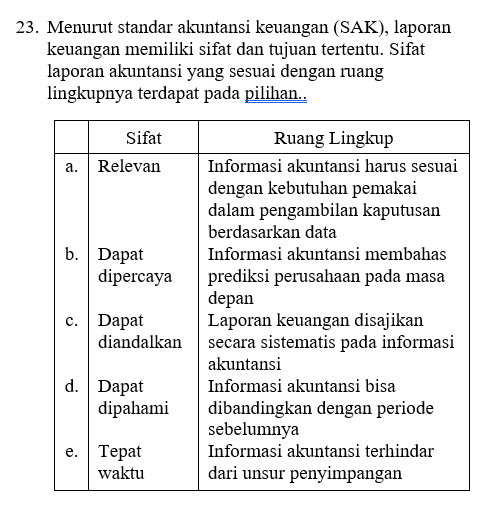 23. Menurut standar akuntansi keuangan (SAK), laporan
keuangan memiliki sifat dan tujuan tertentu. Sifat
laporan akuntansi yang sesuai dengan ruang
lingkupnya terdapat pada pilihan..
Sifat Ruang Lingkup
a. Relevan Informasi akuntansi harus sesuai
dengan kebutuhan pemakai
dalam pengambilan kaputusan
berdasarkan data
b. Dapat Informasi akuntansi membahas
dipercaya prediksi perusahaan pada masa
depan
c. Dapat Laporan keuangan disajikan
diandalkan secara sistematis pada informasi
akuntansi
d. Dapat Informasi akuntansi bisa
dipahami dibandingkan dengan periode
sebelumnya
e. Tepat Informasi akuntansi terhindar
waktu dari unsur penyimpangan